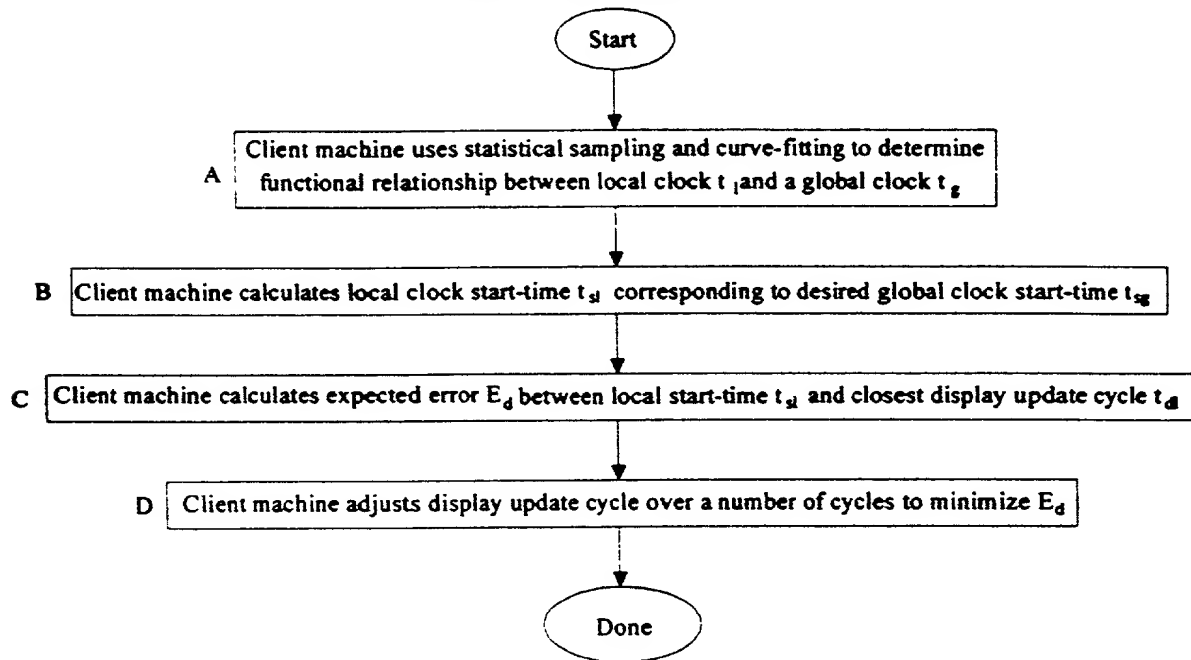 Start
A
Client machine uses statistical sampling and curve-fitting to determine
functional relationship between local clock t l and a global clock t g
B Client machine calculates local clock start-time t sl corresponding to desired global clock start-time t sg
C Client machine calculates expected error E d between local start-time t sl and closest display update cycle t dl
D Client machine adjusts display update cycle over a number of cycles to minimize E d
Done